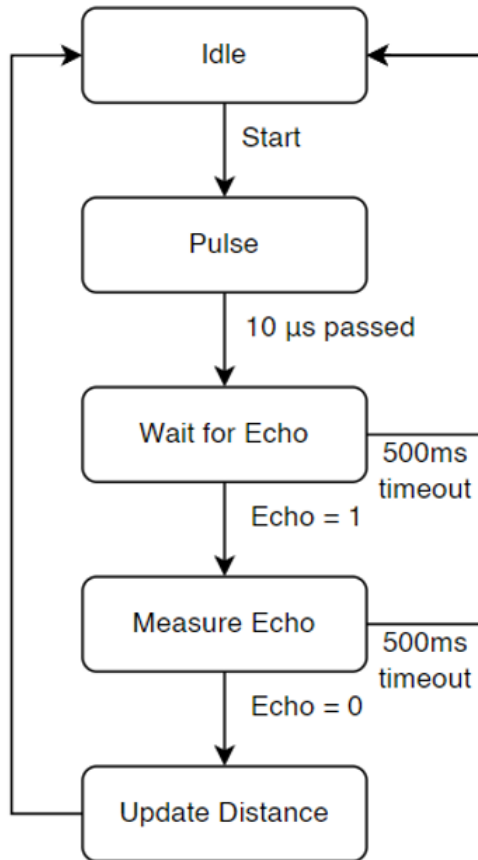 Idle
Start
Pulse
10 μs passed
Wait for Echo
500ms
timeout
Echo = 1
Measure Echo
500ms
timeout
Echo = 0
Update Distance